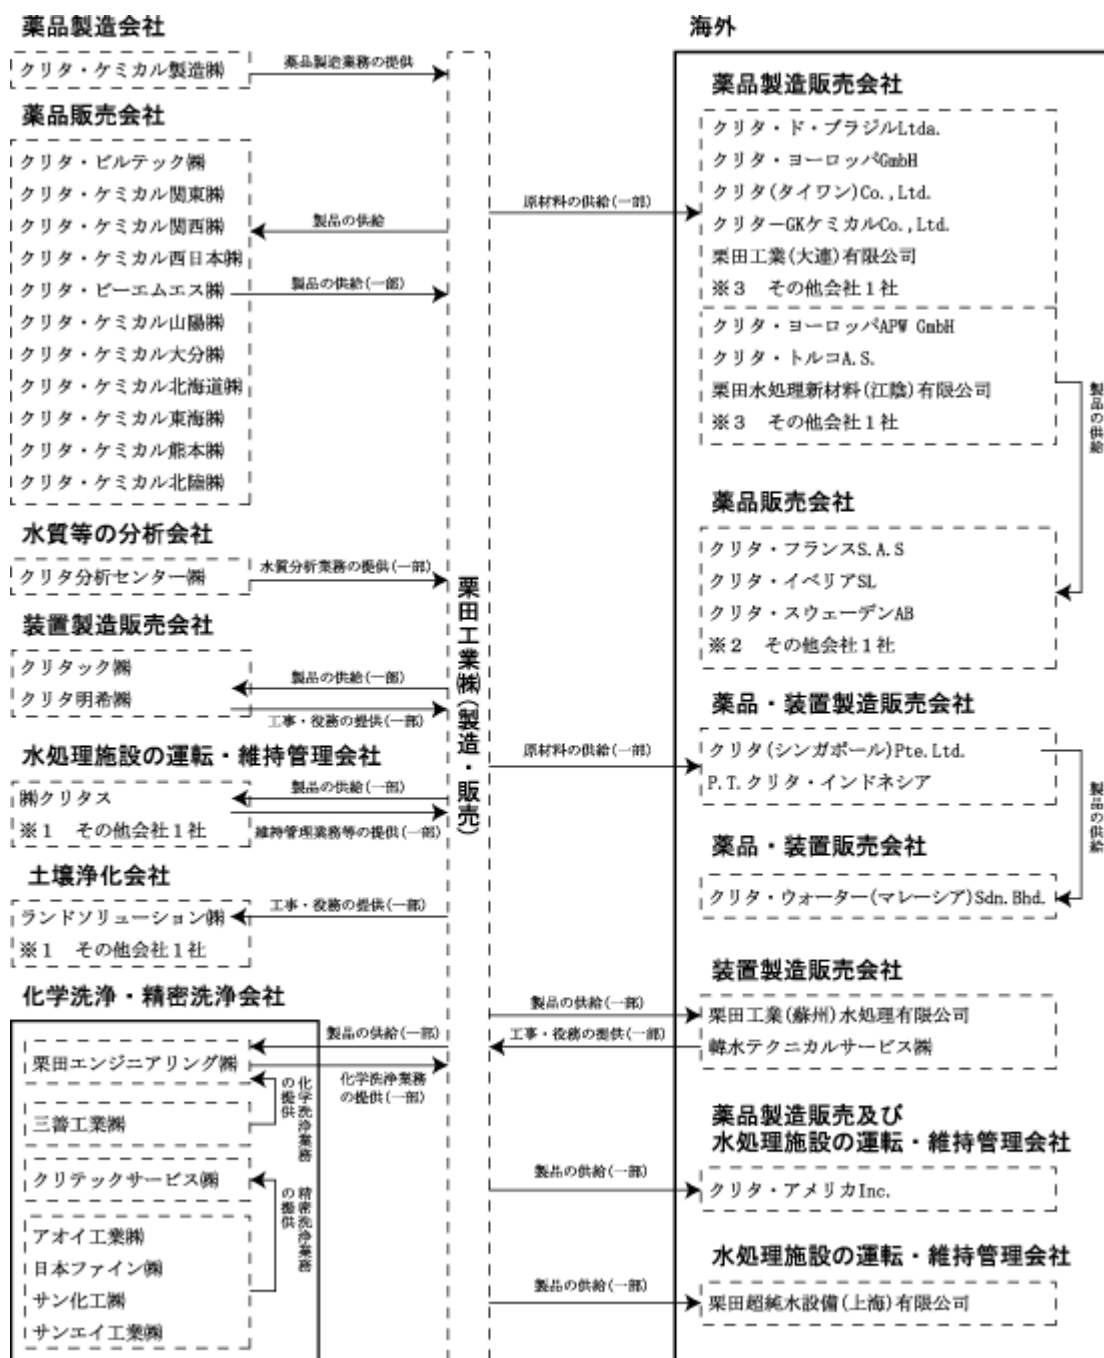 薬品製造会社
クリタ・ケミカル製造㈱
薬品製造業務の提供
薬品販売会社
クリタ・ビルテック㈱
クリタ・ケミカル関東㈱
クリタ・ケミカル関西㈱
製品の供給
クリタ・ケミカル西日本㈱
クリタ・ビーエムエス㈱
製品の供給(一部)
クリタ・ケミカル山陽㈱
クリタ・ケミカル大分㈱
クリタ・ケミカル北海道㈱
クリタ・ケミカル東海㈱
クリタ・ケミカル熊本㈱
クリタ・ケミカル北陸㈱
水質等の分析会社
クリタ分析センター㈱
水質分析業務の提供(一部)
装置製造販売会社
クリタック㈱
クリタ明希㈱
製品の供給(一部)
工事・役務の提供(一部)
水処理施設の運転・維持管理会社
㈱クリタス
※1 その他会社1社
製品の供給(一部)
維持管理業務等の提供(一部)
土壌浄化会社
ランドソリューション㈱
※1 その他会社1社
工事・役務の提供(一部)
化学洗浄・精密洗浄会社
栗田エンジニアリング㈱
製品の供給(一部)
化学洗浄業務
の提供(一部)
化学洗浄業務
の提供
三善工業㈱
クリテックサービス㈱
精密洗浄業務
の提供
アオイ工業㈱
日本ファイン㈱
サン化工㈱
サンエイ工業㈱
栗田工業㈱(製造・販売)
海外
薬品製造販売会社
クリタ・ド・ブラジルLtda.
クリタ・ヨーロッパGmbH
原材料の供給(一部)
クリタ(タイワン)Co.,Ltd.
クリターGKケミカルCo.,Ltd.
栗田工業(大連)有限公司
※3 その他会社1社
クリタ・ヨーロッパAPW GmbH
クリタ・トルコA.S.
栗田水処理新材料(江陰)有限公司
※3 その他会社1社
製品の供給
薬品販売会社
クリタ・フランスS.A.S
クリタ・イベリアSL
クリタ・スウェーデンAB
※2 その他会社1社
薬品・装置製造販売会社
原材料の供給(一部)
クリタ(シンガポール)Pte.Ltd.
P.T.クリタ・インドネシア
製品の供給
薬品・装置販売会社
クリタ・ウォーター(マレーシア)Sdn.Bhd.
装置製造販売会社
製品の供給(一部)
栗田工業(蘇州)水処理有限公司
工事・役務の提供(一部)
韓水テクニカルサービス㈱
薬品製造販売及び
水処理施設の運転・維持管理会社
製品の供給(一部)
クリタ・アメリカInc.
水処理施設の運転・維持管理会社
製品の供給(一部)
栗田超純水設備(上海)有限公司